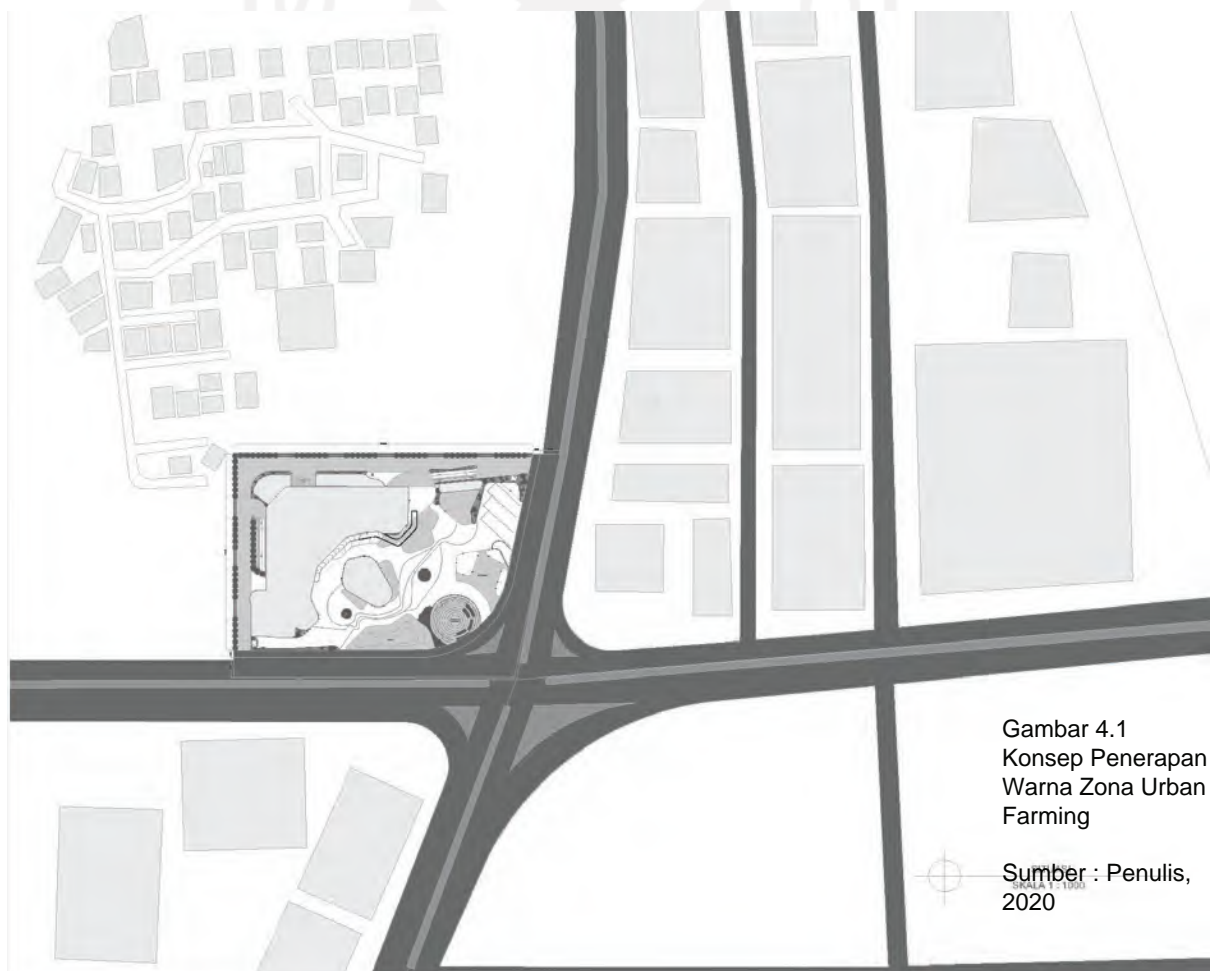 Gambar 4.1
Konsep Penerapan
Warna Zona Urban
Farming
Sumber : Penulis,
2020
SKALA 1 : 1000